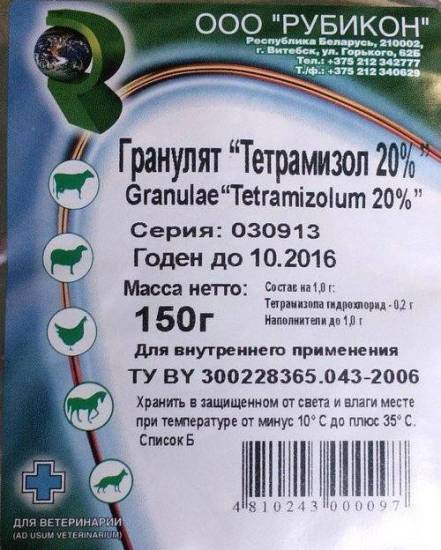 ООО "РУБИКОН"
Республика Беларусь, 210002,
г. Витебск, ул. Горького, 62Б
Тел.: +375 212 342777
Т./ф.: +375 212 340629
Гранулят "Тетрамизол 20%"
Granulae "Tetramizolum 20%"
Серия: 030913
Годен до 10.2016
Масса нетто:
150г
Состав на 1,0 г:
Тетрамизола гидрохлорид - 0,2 г
Наполнители до 1,0 г
Для внутреннего применения
ТУ BY 300228365.043-2006
Хранить в защищенном от света и влаги месте
при температуре от минус 10° С до плюс 35° С.
Список Б
ДЛЯ ВЕТЕРИНАРИИ
(AD USUM VETERINARIUM)
4 810243 000097